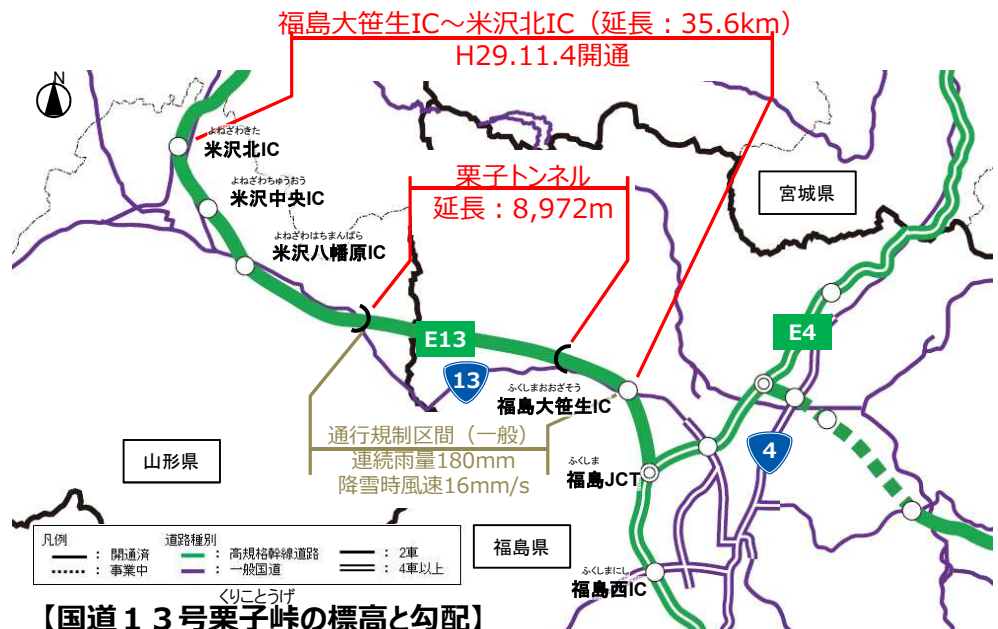 福島大笹生IC～米沢北IC（延長：35.6km）
H29.11.4開通
N
よねざわきた
米沢北IC
よねざわちゅうおう
米沢中央IC
よねざわはちまんぱら
米沢八幡原IC
栗子トンネル
延長：8,972m
宮城県
E13
E4
13
ふくしまおおざそう
福島大笹生IC
通行規制区間（一般）
連続雨量180mm
降雪時風速16mm/s
4
山形県
ふくしま
福島JCT
福島県
ふくしまにし
福島西IC
凡例 道路種別
： 開通済 ： 高規格幹線道路 ： 2車
： 事業中 ： 一般国道 ： 4車以上
くりことうげ
【国道１３号栗子峠の標高と勾配】